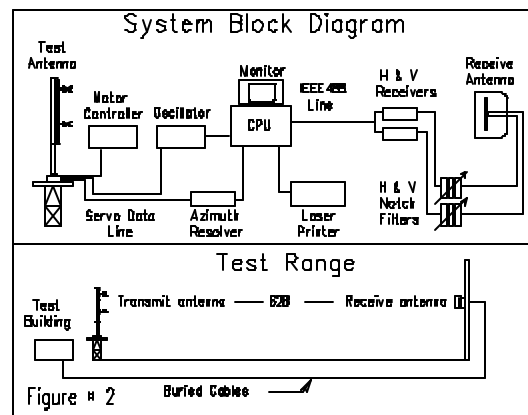 System Block Diagram
Test
Antenna
Motor
Controller
Oscillator
Monitor
CPU
IEEE 488
Line
H & V
Receivers
Receive
Antenna
Servo Data
Line
Azimuth
Resolver
Laser
Printer
H & V
Notch
Filters
Test Range
Test
Building
Transmit antenna
Receive antenna
Buried Cables
Figure # 2